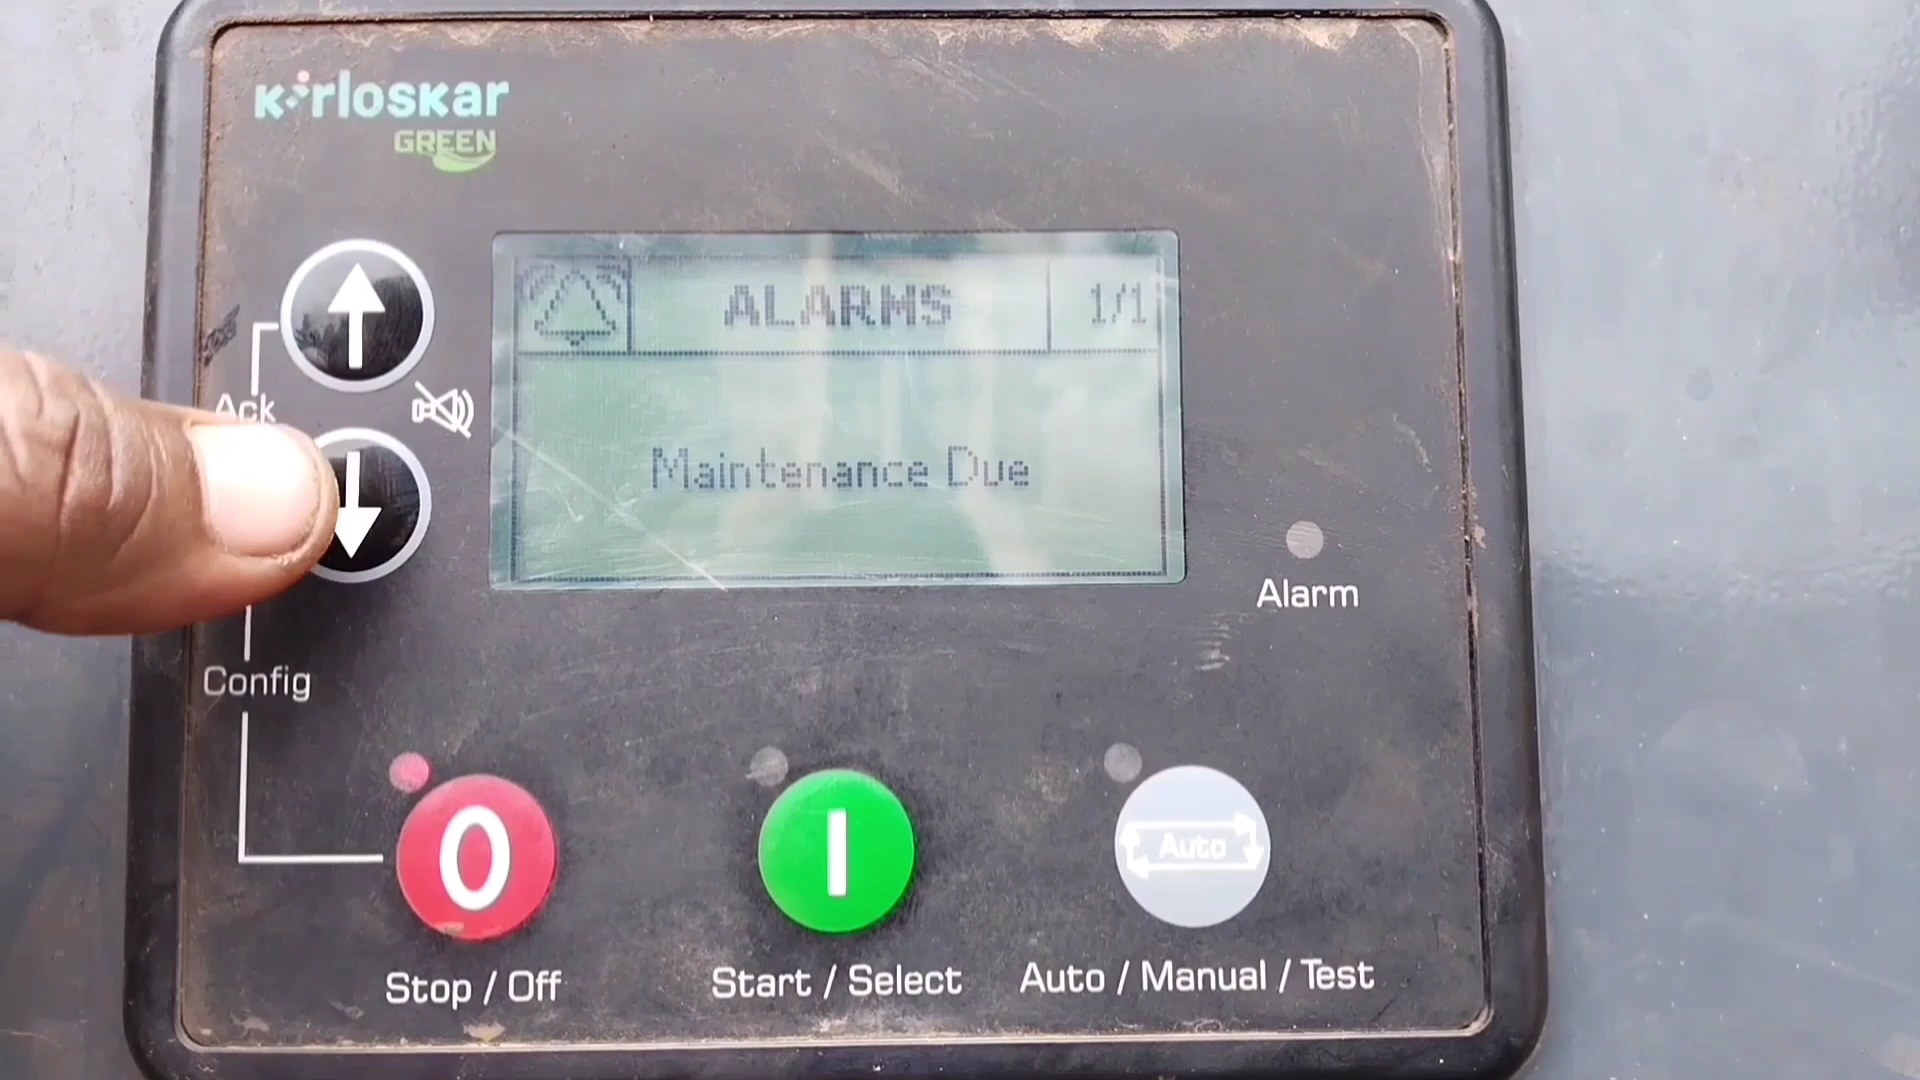 Kirloskar
GREEN
ALARMS 1/1
Ack
Maintenance Due
Alarm
Config
0
I
Auto
Stop / Off
Start / Select
Auto / Manual / Test